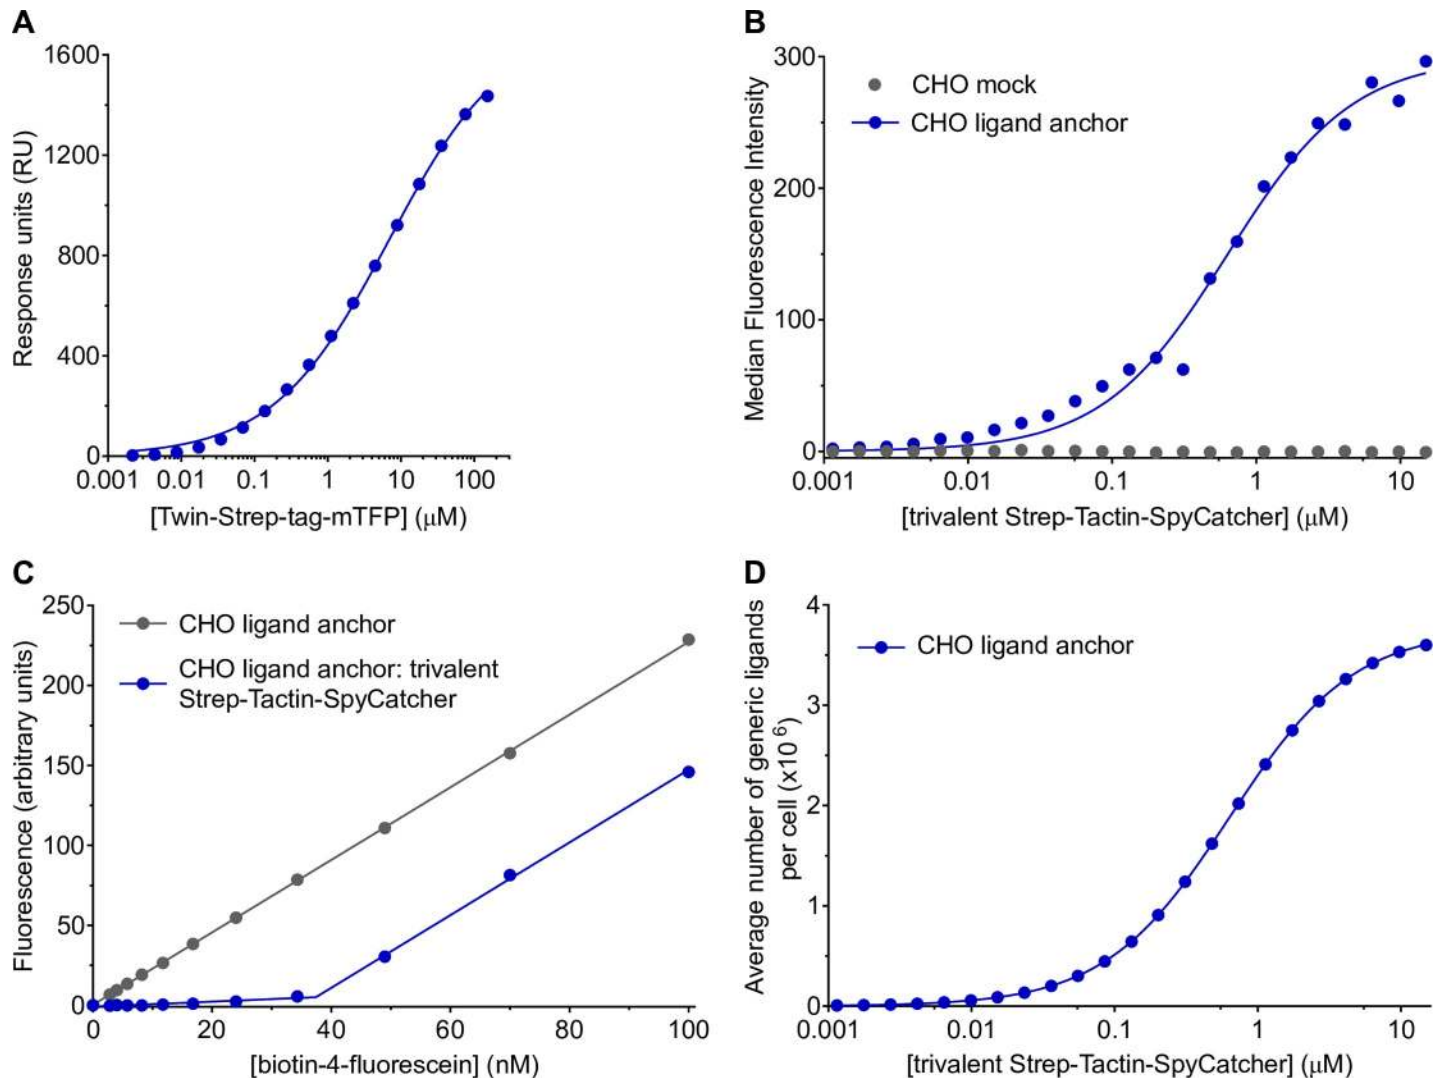 A
1600
1200
800
400
0
Response units (RU)
0.001 0.01 0.1 1 10 100
[Twin-Strep-tag-mTFP] (μM)
B
300
200
100
0
Median Fluorescence Intensity
CHO mock
CHO ligand anchor
0.001 0.01 0.1 1 10
[trivalent Strep-Tactin-SpyCatcher] (μM)
C
250
200
150
100
50
0
Fluorescence (arbitrary units)
CHO ligand anchor
CHO ligand anchor: trivalent
Strep-Tactin-SpyCatcher
0 20 40 60 80 100
[biotin-4-fluorescein] (nM)
D
4
3
2
1
0
Average number of generic ligands
per cell (x10⁶)
CHO ligand anchor
0.001 0.01 0.1 1 10
[trivalent Strep-Tactin-SpyCatcher] (μM)